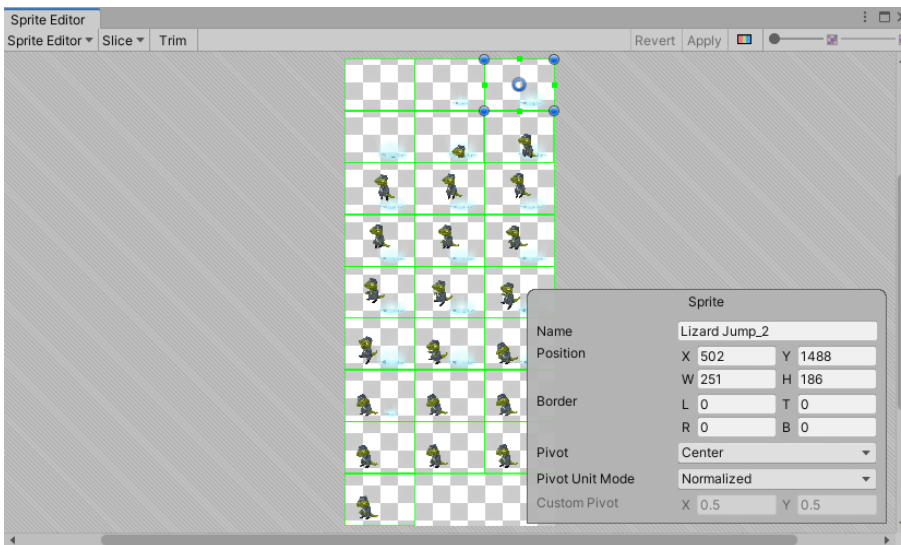 Sprite Editor
Sprite Editor Slice Trim Revert Apply
Sprite
Name Lizard Jump_2
Position X 502 Y 1488
W 251 H 186
Border L 0 T 0
R 0 B 0
Pivot Center
Pivot Unit Mode Normalized
Custom Pivot X 0.5 Y 0.5